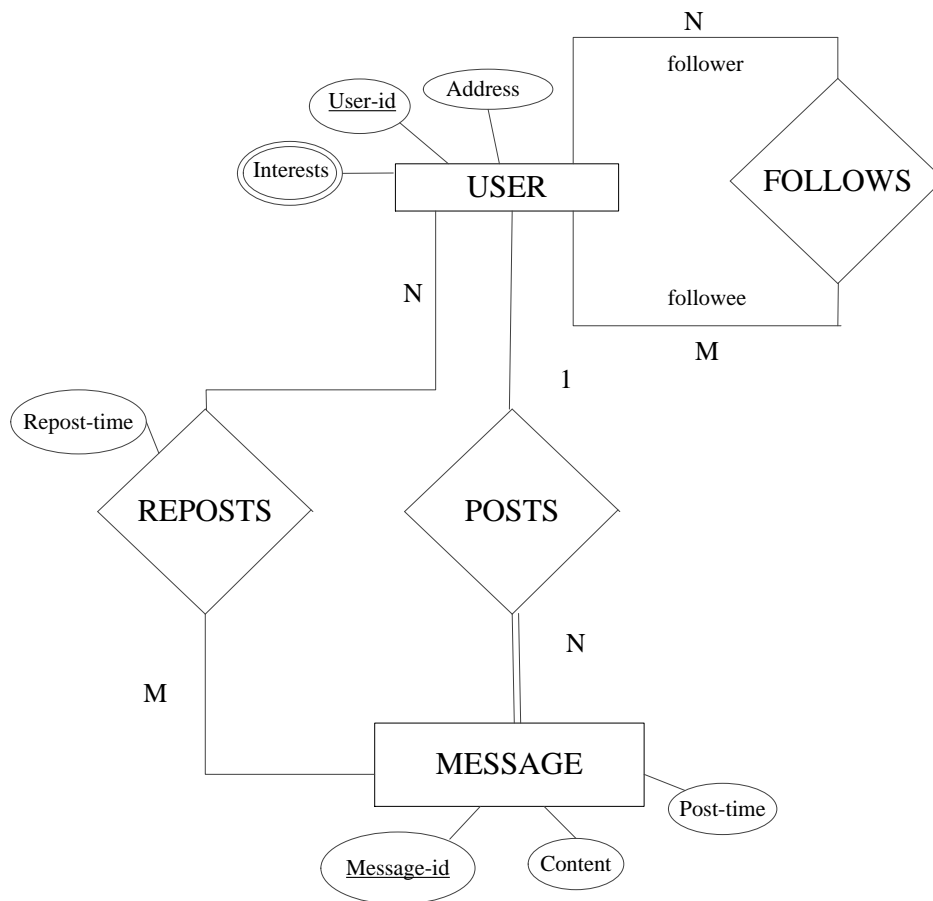 N
follower
User-id
Address
Interests
USER
FOLLOWS
N
followee
M
1
Repost-time
REPOSTS
POSTS
N
M
MESSAGE
Post-time
Message-id
Content